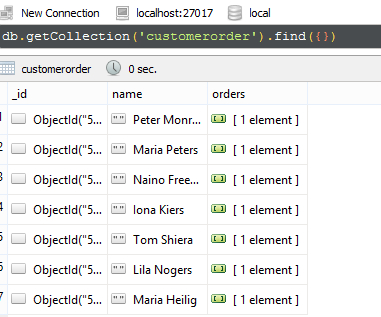 New Connection localhost:27017 local
db.getCollection('customerorder').find({})
customerorder 0 sec.
_id name orders
1 ObjectId("5... "" Peter Monr... [ 1 element ]
2 ObjectId("5... "" Maria Peters [ 1 element ]
3 ObjectId("5... "" Naino Free... [ 1 element ]
4 ObjectId("5... "" Iona Kiers [ 1 element ]
5 ObjectId("5... "" Tom Shiera [ 1 element ]
6 ObjectId("5... "" Lila Nogers [ 1 element ]
7 ObjectId("5... "" Maria Heilig [ 1 element ]